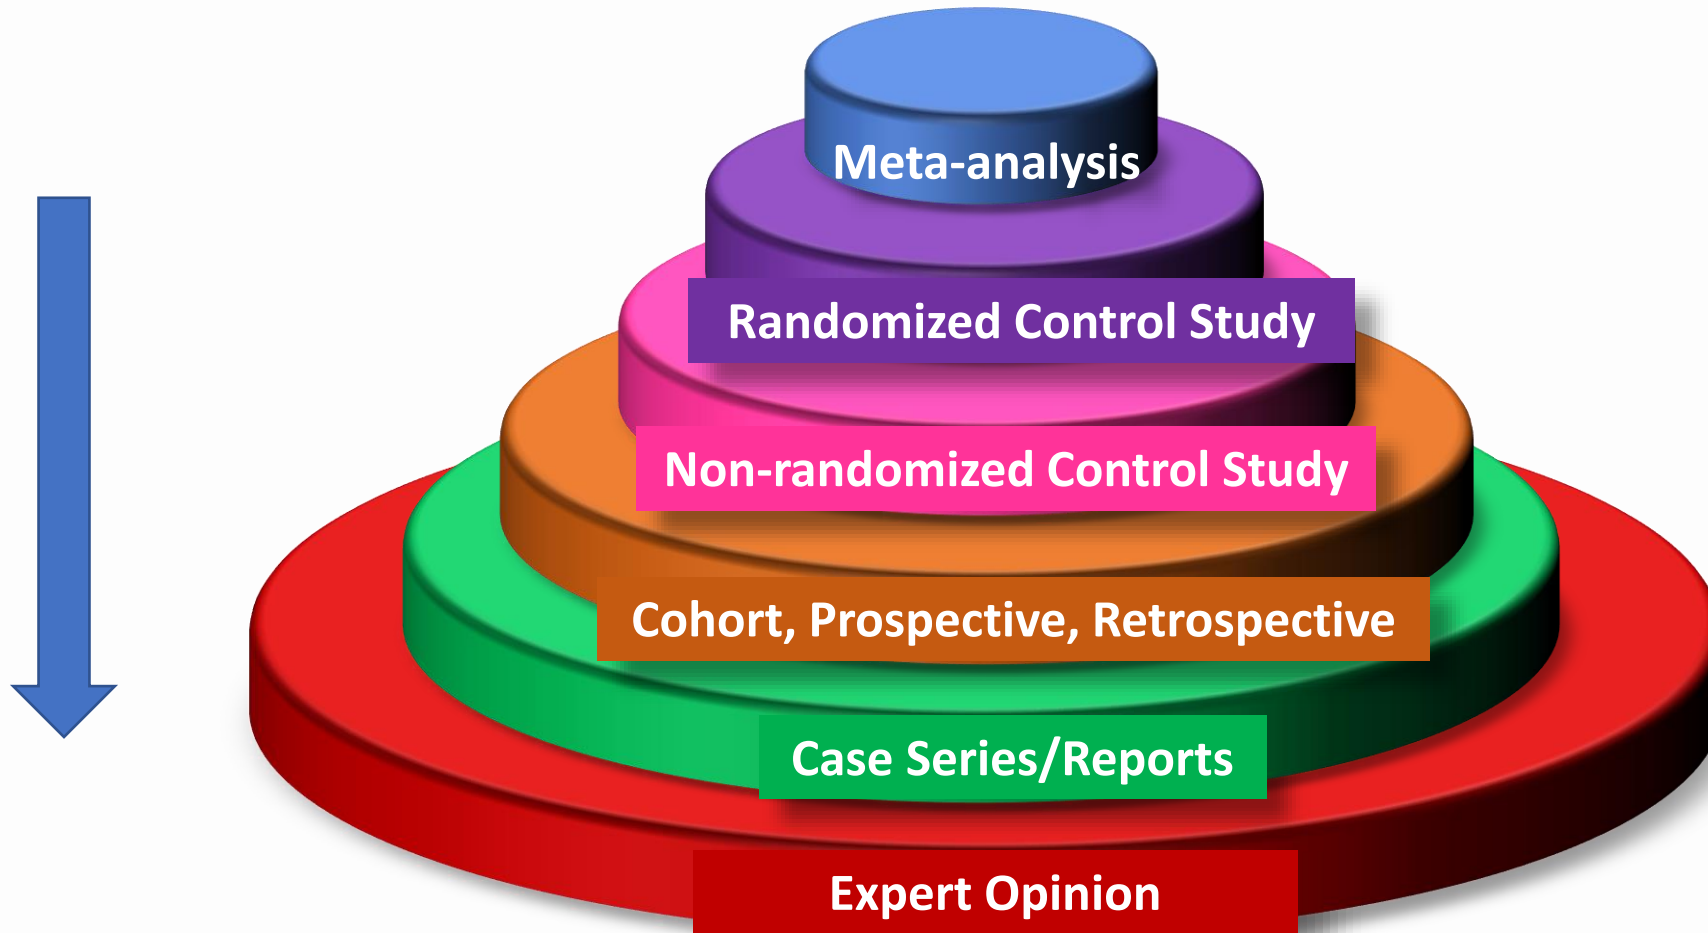 Meta-analysis
Randomized Control Study
Non-randomized Control Study
Cohort, Prospective, Retrospective
Case Series/Reports
Expert Opinion